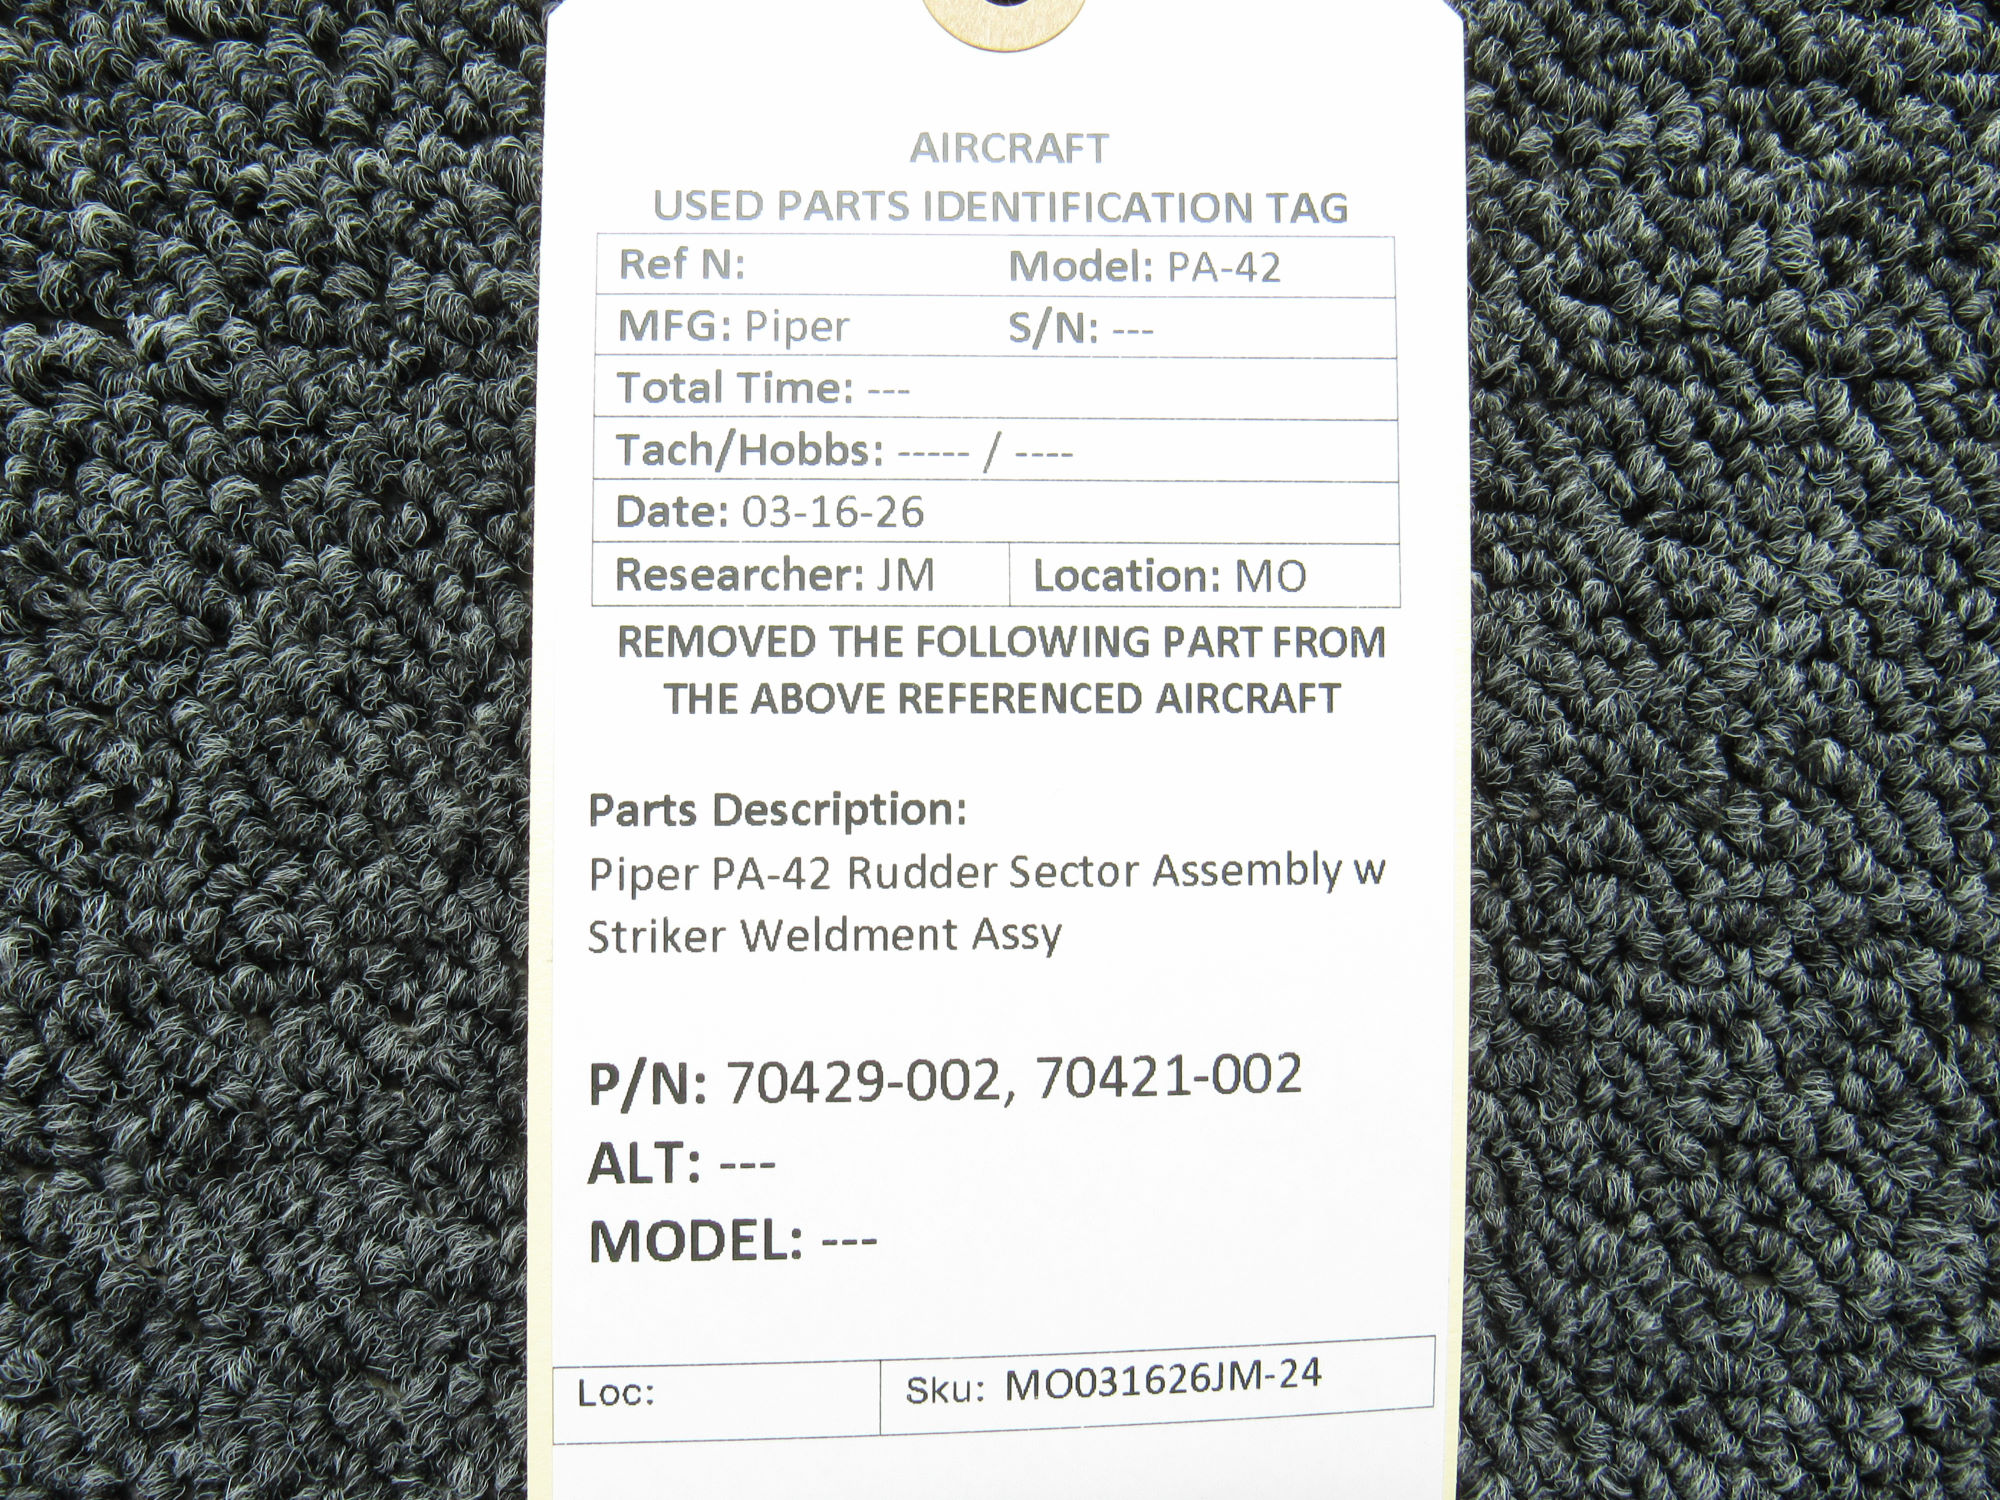 AIRCRAFT
USED PARTS IDENTIFICATION TAG
Ref N: Model: PA-42
MFG: Piper S/N: ---
Total Time: ---
Tach/Hobbs: ----- / ----
Date: 03-16-26
Researcher: JM Location: MO
REMOVED THE FOLLOWING PART FROM
THE ABOVE REFERENCED AIRCRAFT
Parts Description:
Piper PA-42 Rudder Sector Assembly w
Striker Weldment Assy
P/N: 70429-002, 70421-002
ALT: ---
MODEL: ---
Loc: Sku: MO031626JM-24